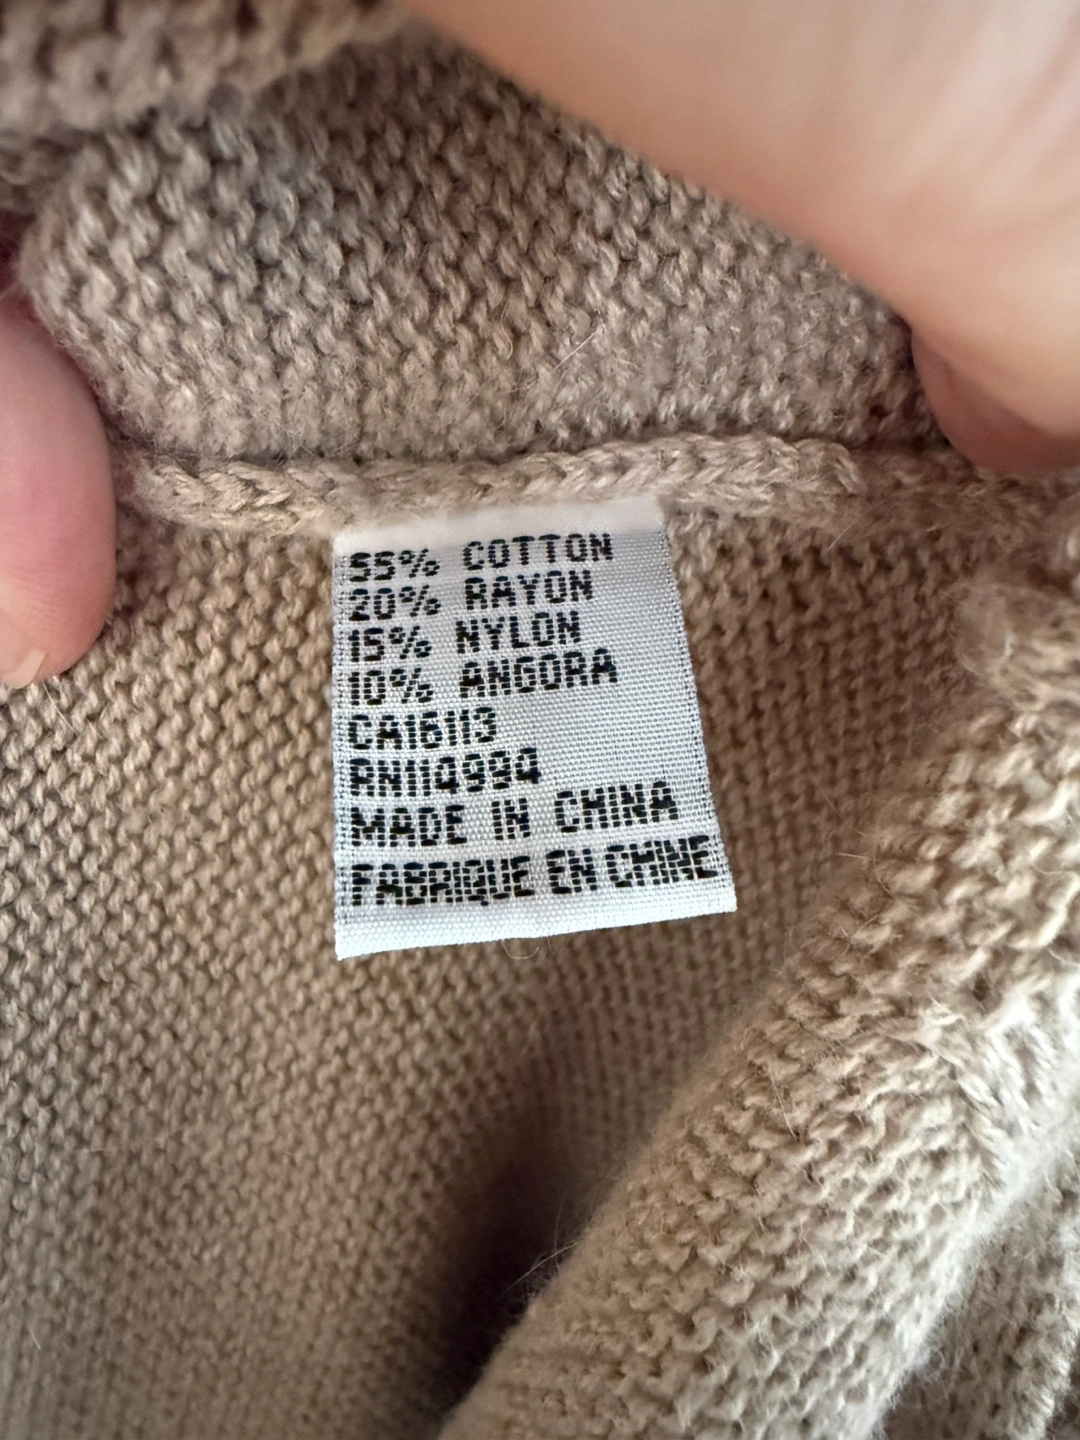 55% COTTON
20% RAYON
15% NYLON
10% ANGORA
CA16113
RN114994
MADE IN CHINA
FABRIQUE EN CHINE